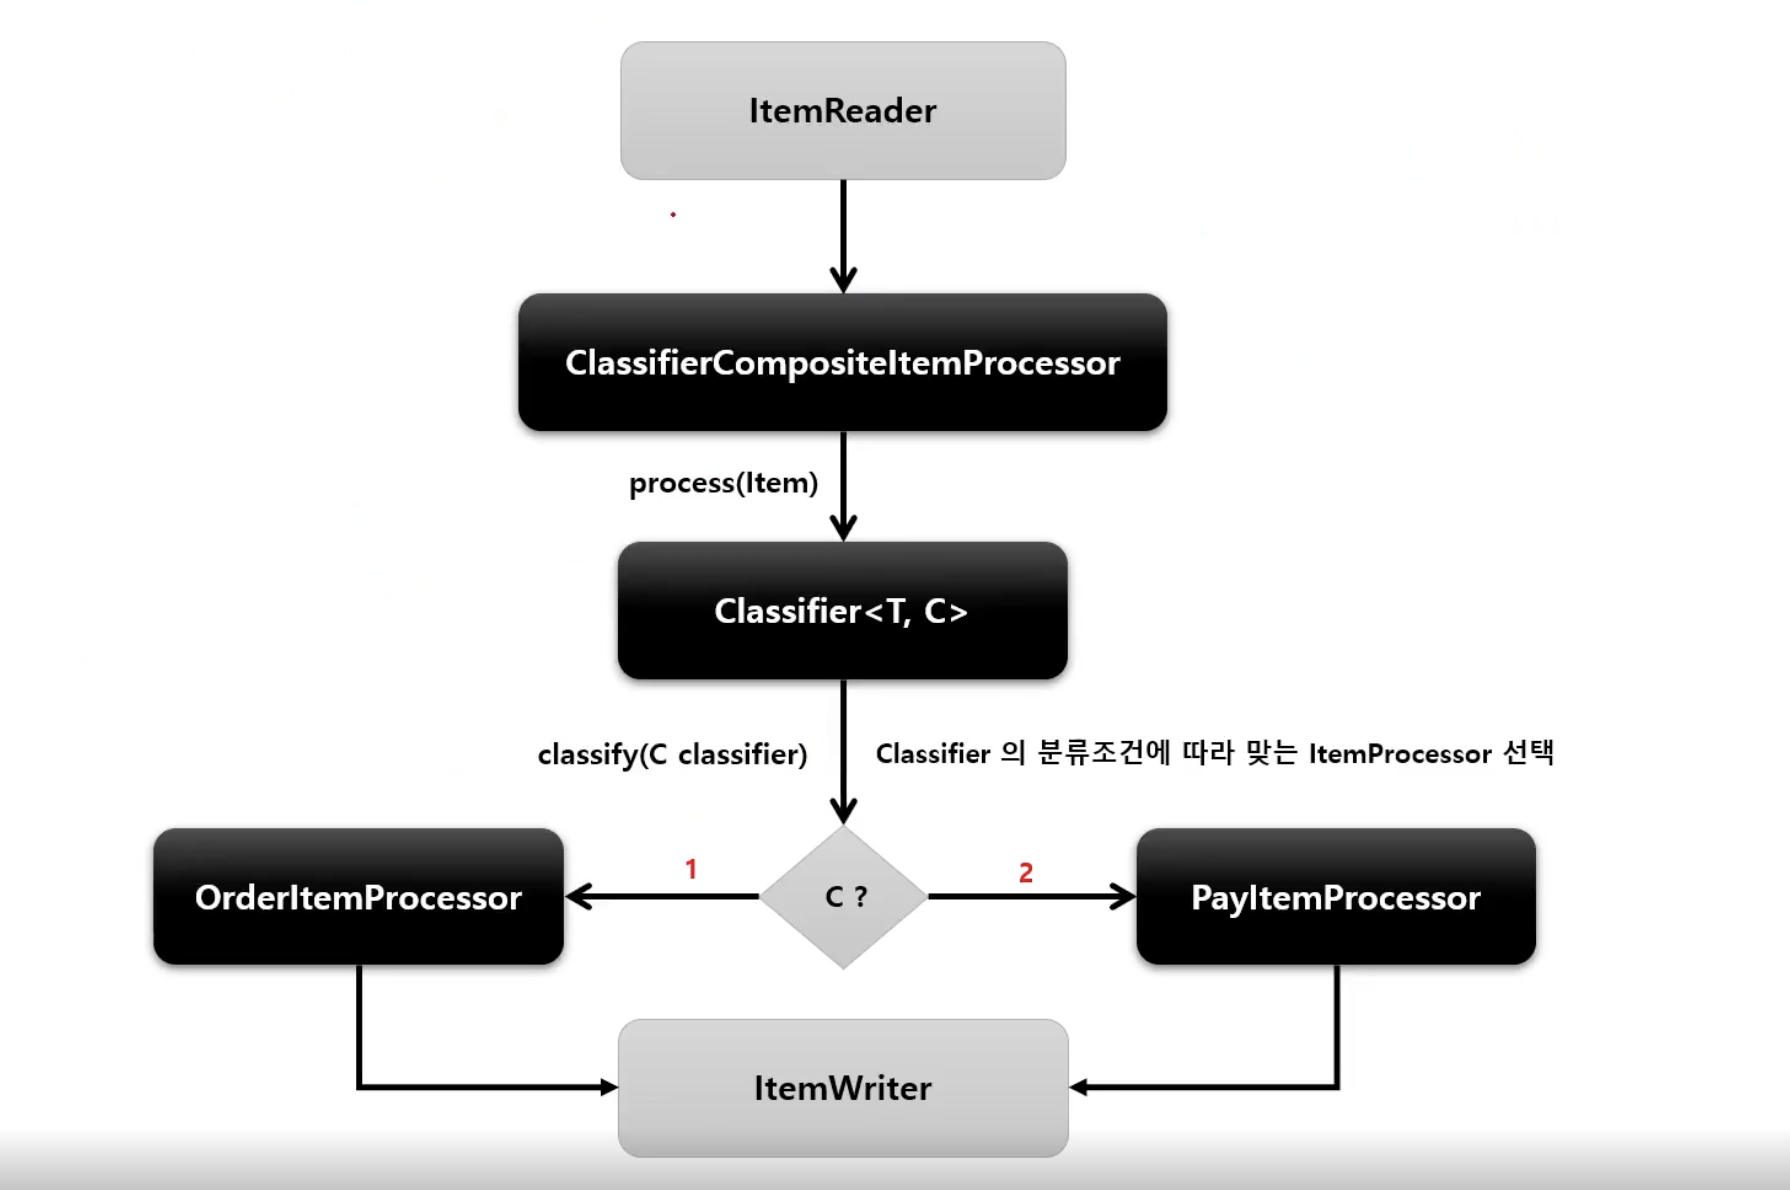 ItemReader
ClassifierCompositeItemProcessor
process(Item)
Classifier<T, C>
classify(C classifier)
Classifier 의 분류조건에 따라 맞는 ItemProcessor 선택
1
2
OrderItemProcessor
C ?
PayItemProcessor
ItemWriter